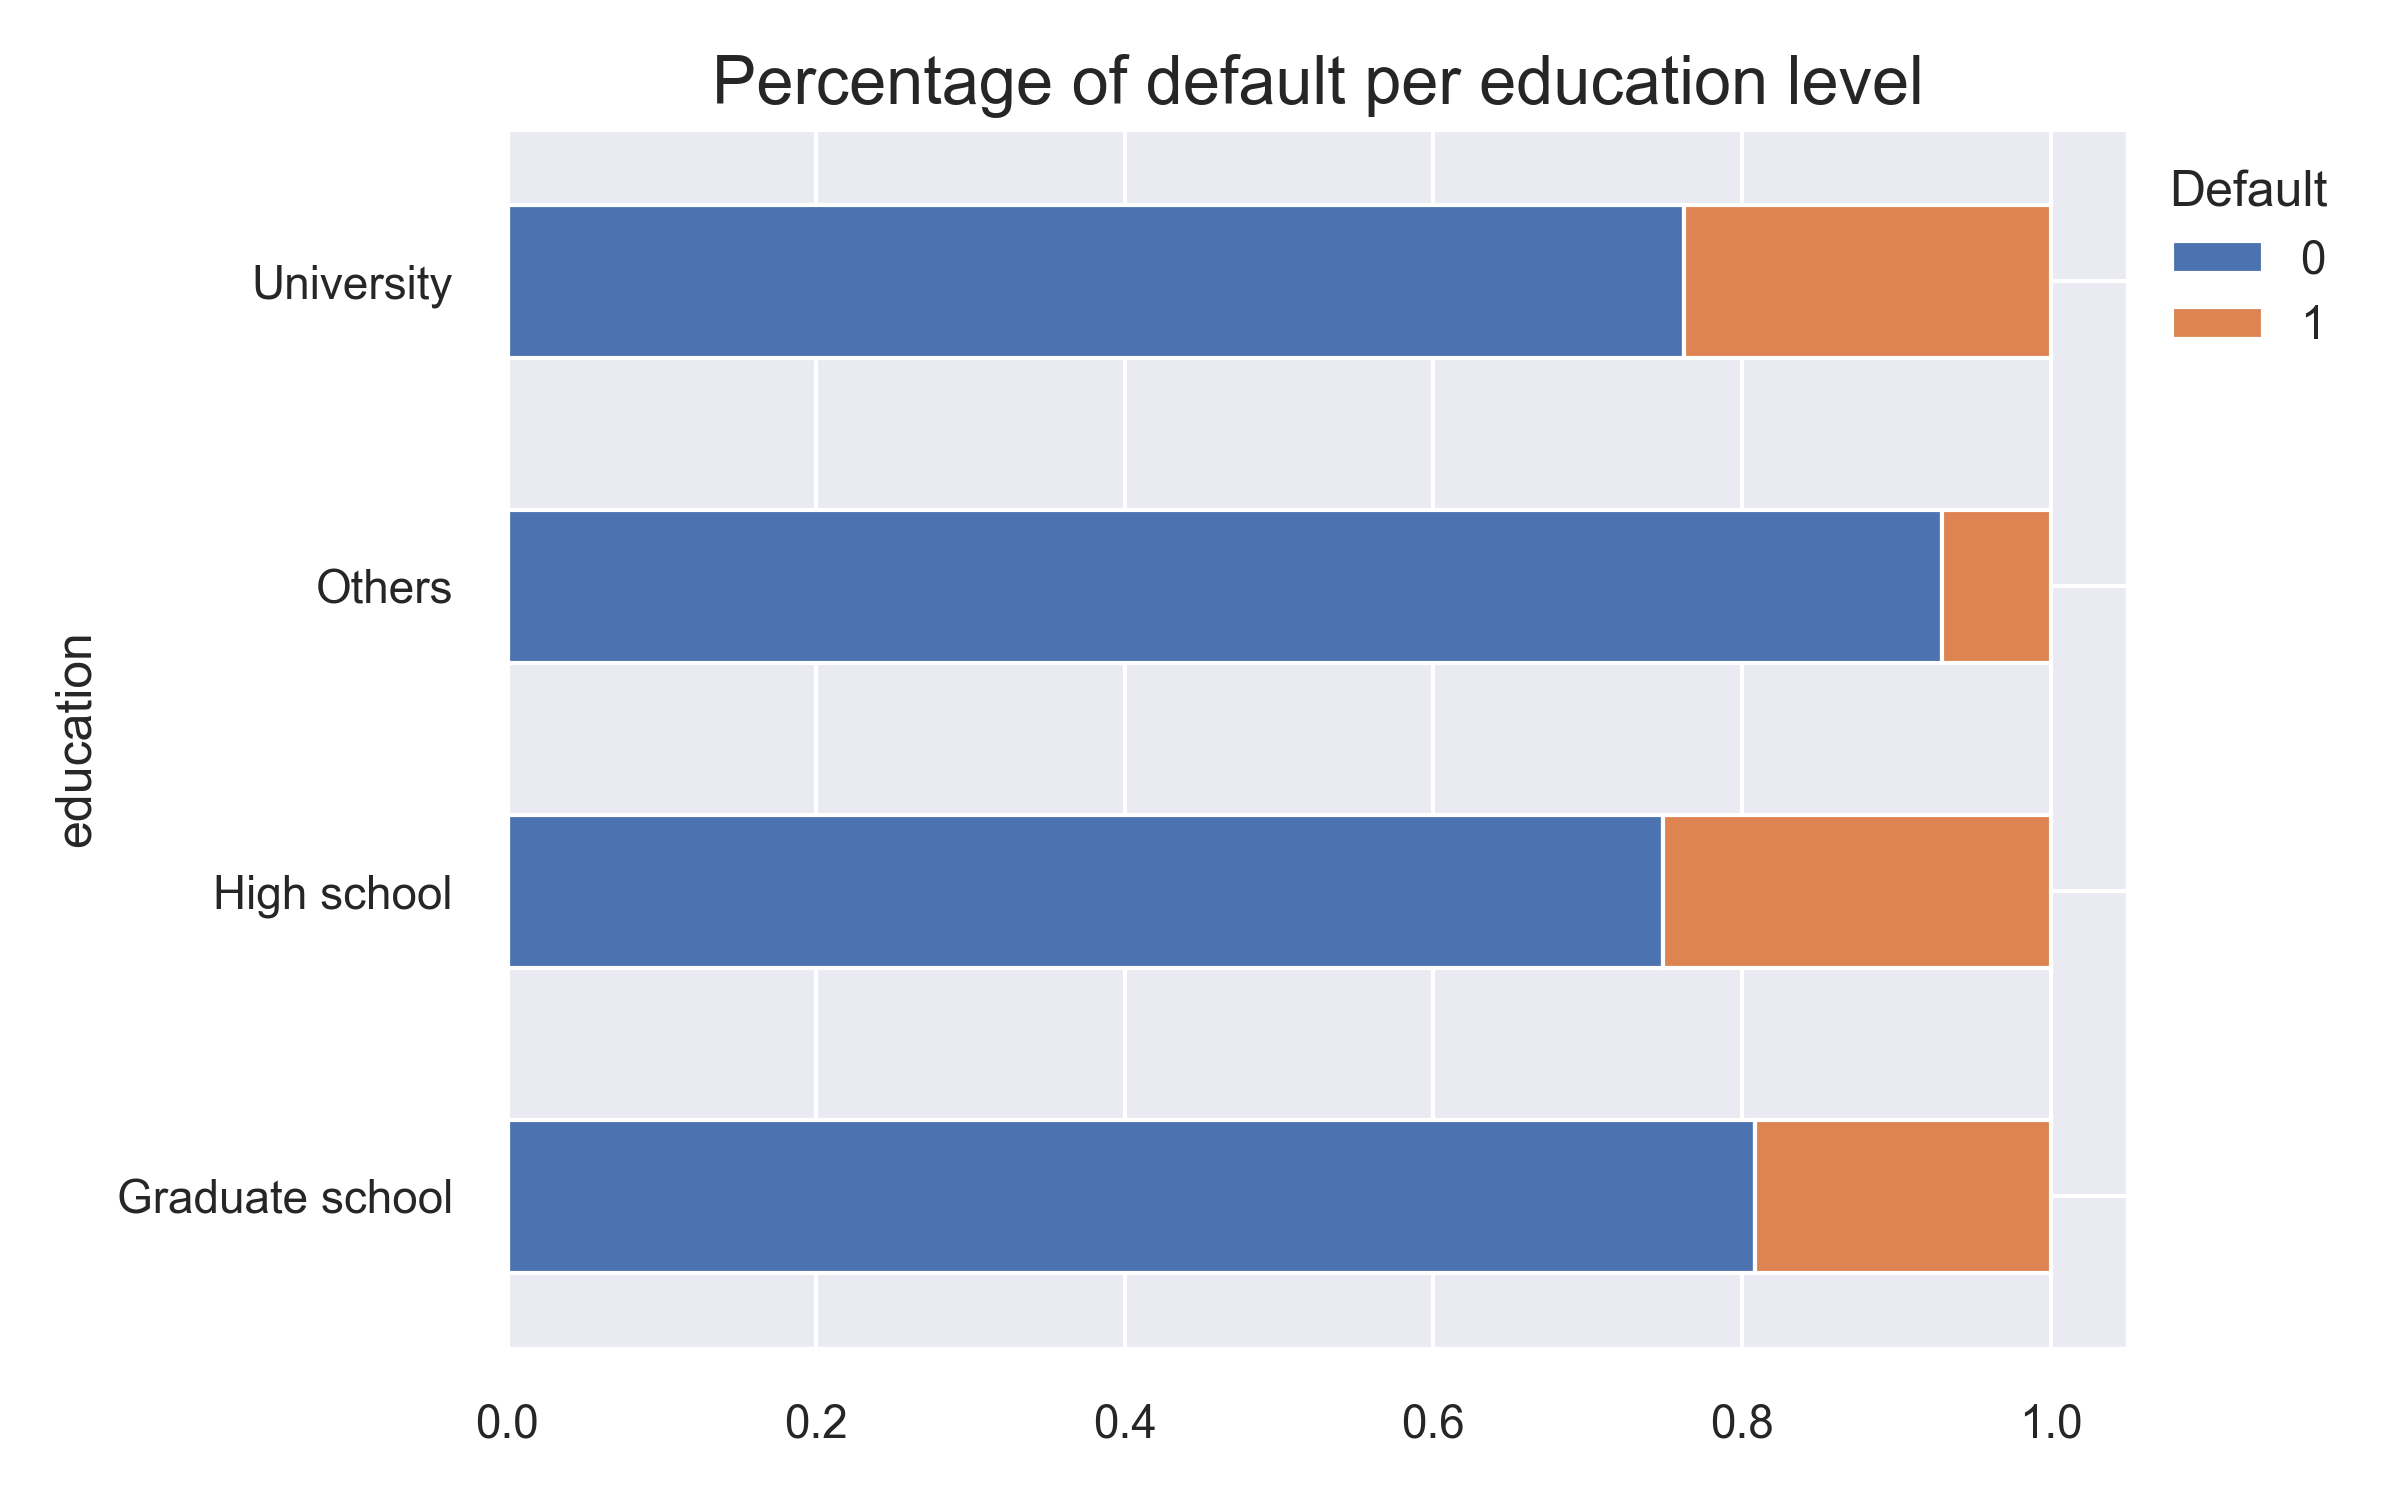 Percentage of default per education level
Default
0
1
University
Others
High school
Graduate school
education
0.0 0.2 0.4 0.6 0.8 1.0